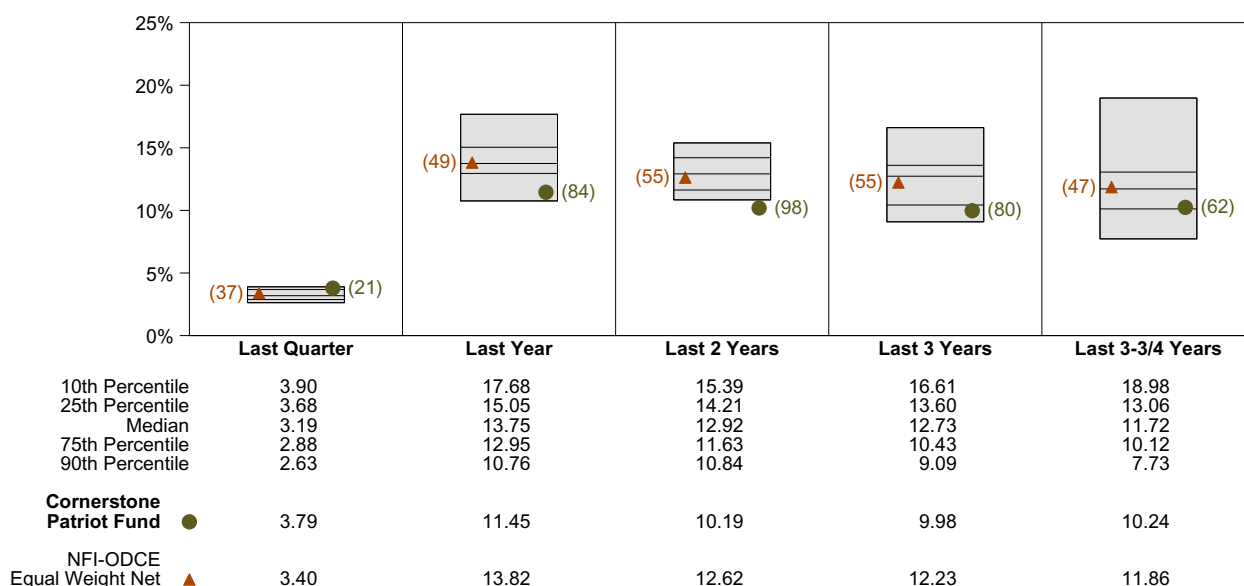 25%
20%
15%
10%
5%
0%
(37) (21)
(49) (84)
(55) (98)
(55) (80)
(47) (62)
Last Quarter Last Year Last 2 Years Last 3 Years Last 3-3/4 Years
10th Percentile 3.90 17.68 15.39 16.61 18.98
25th Percentile 3.68 15.05 14.21 13.60 13.06
Median 3.19 13.75 12.92 12.73 11.72
75th Percentile 2.88 12.95 11.63 10.43 10.12
90th Percentile 2.63 10.76 10.84 9.09 7.73
Cornerstone
Patriot Fund 3.79 11.45 10.19 9.98 10.24
NFI-ODCE
Equal Weight Net 3.40 13.82 12.62 12.23 11.86